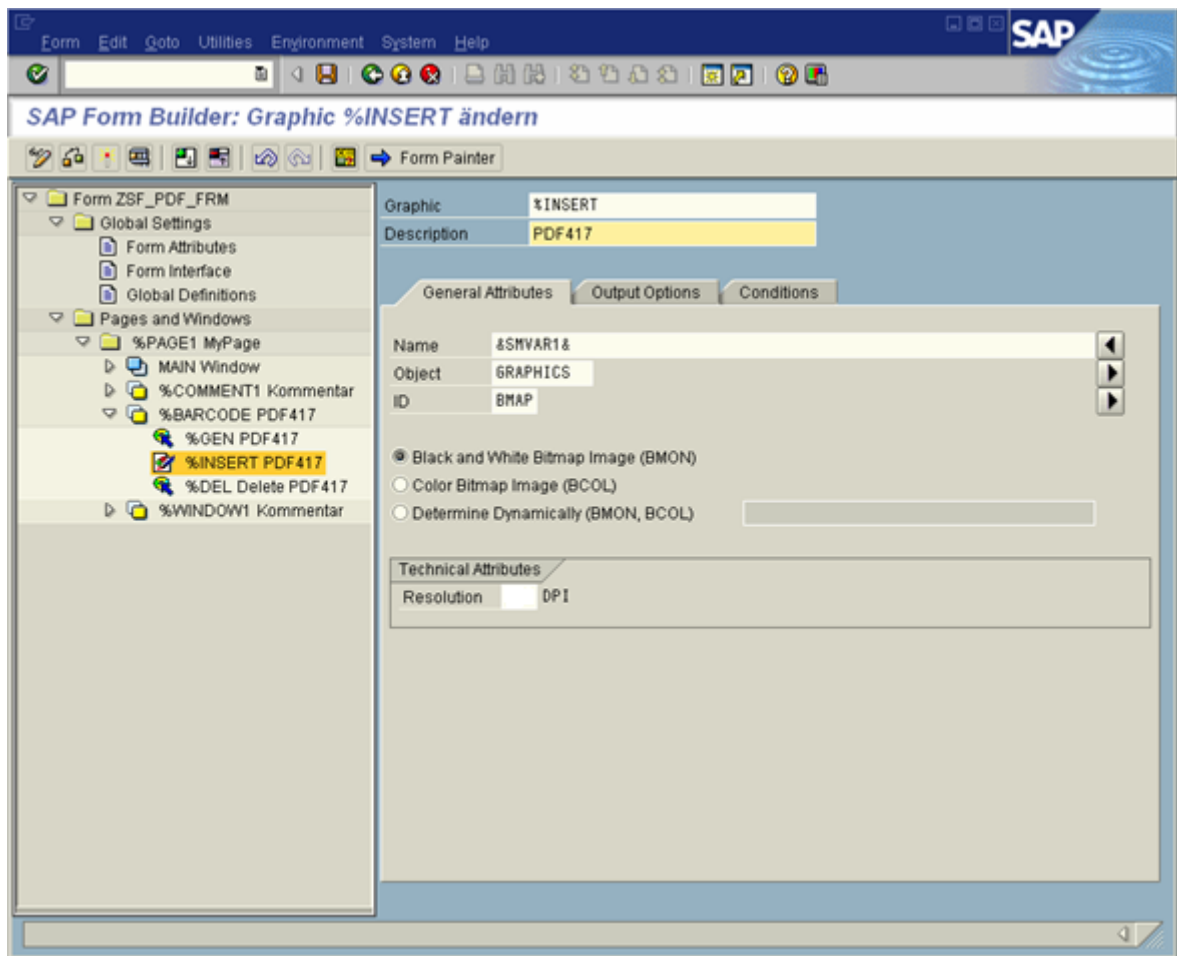 Form Edit Goto Utilities Environment System Help
SAP
SAP Form Builder: Graphic %INSERT ändern
Form Painter
Form ZSF_PDF_FRM
Global Settings
Form Attributes
Form Interface
Global Definitions
Pages and Windows
%PAGE1 MyPage
MAIN Window
%COMMENT1 Kommentar
%BARCODE PDF417
%GEN PDF417
%INSERT PDF417
%DEL Delete PDF417
%WINDOW1 Kommentar
Graphic %INSERT
Description PDF417
General Attributes Output Options Conditions
Name &SMVAR1&
Object GRAPHICS
ID BMAP
Black and White Bitmap Image (BMON)
Color Bitmap Image (BCOL)
Determine Dynamically (BMON, BCOL)
Technical Attributes
Resolution DPI